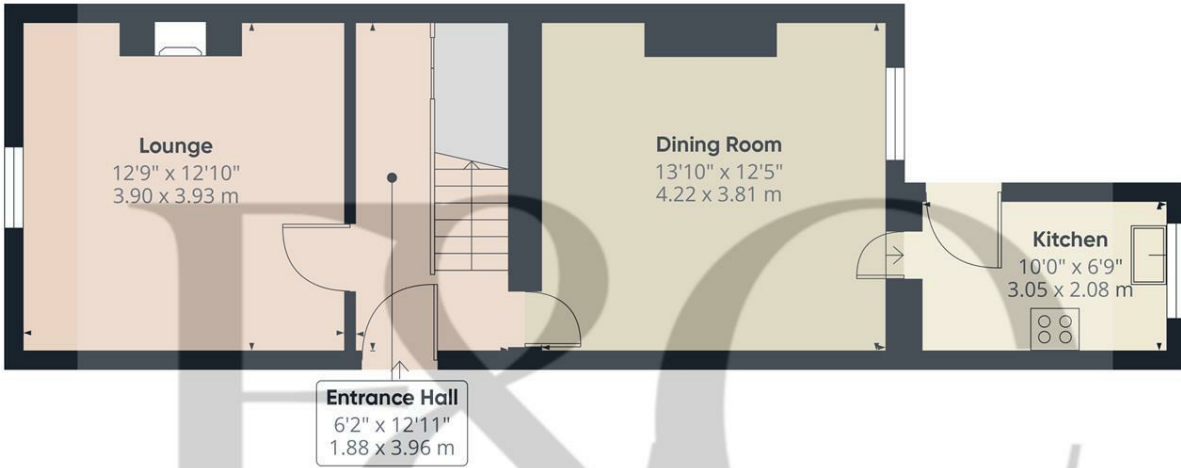 Lounge
12'9" x 12'10"
3.90 x 3.93 m
Dining Room
13'10" x 12'5"
4.22 x 3.81 m
Kitchen
10'0" x 6'9"
3.05 x 2.08 m
Entrance Hall
6'2" x 12'11"
1.88 x 3.96 m